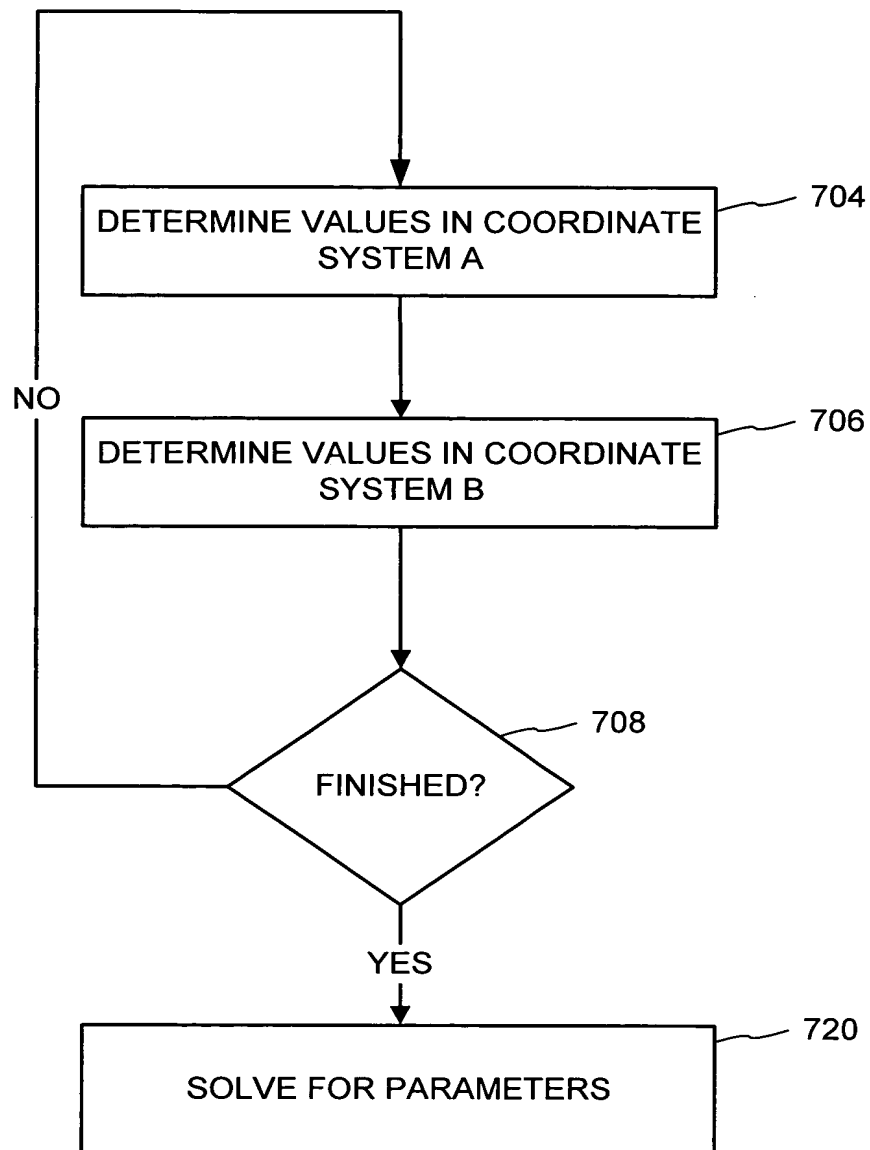 704
DETERMINE VALUES IN COORDINATE
SYSTEM A
NO
706
DETERMINE VALUES IN COORDINATE
SYSTEM B
708
FINISHED?
YES
720
SOLVE FOR PARAMETERS